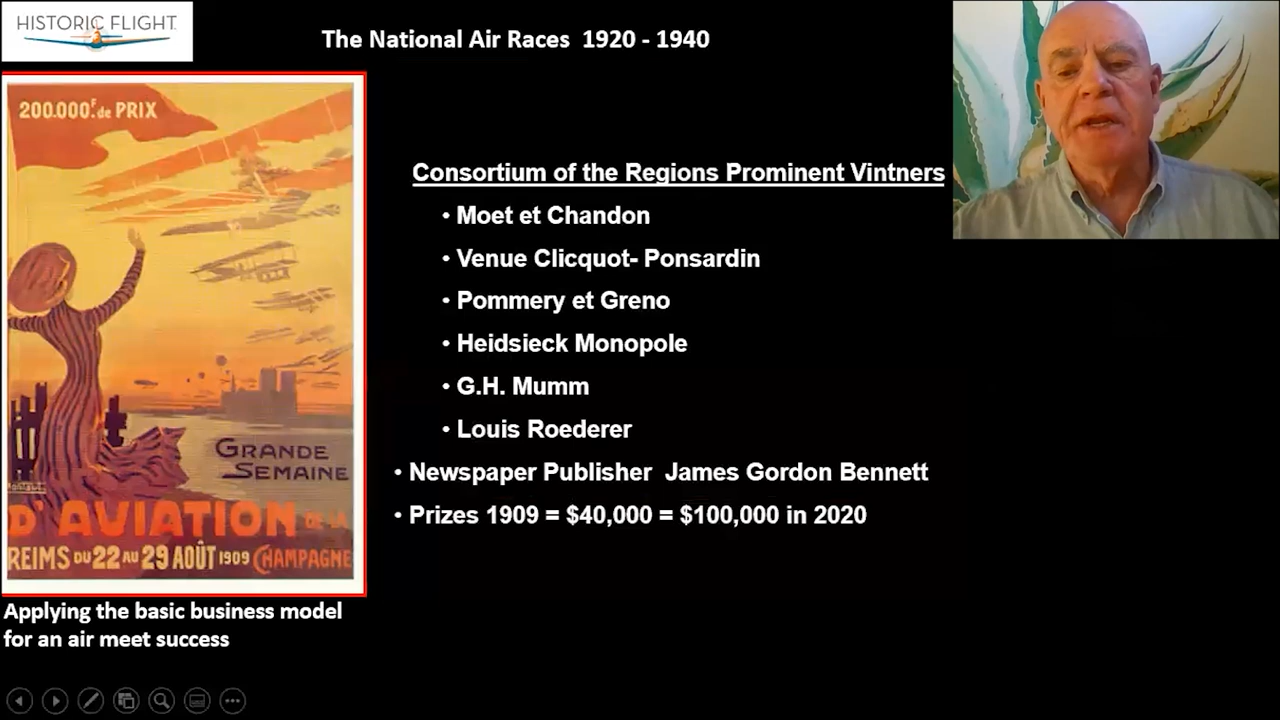 HISTORIC FLIGHT
The National Air Races 1920 - 1940
200.000F. de PRIX
GRANDE
SEMAINE
D'AVIATION DE LA
REIMS DU 22 AU 29 AOÛT 1909 CHAMPAGNE
Applying the basic business model
for an air meet success
Consortium of the Regions Prominent Vintners
• Moet et Chandon
• Venue Clicquot- Ponsardin
• Pommery et Greno
• Heidsieck Monopole
• G.H. Mumm
• Louis Roederer
• Newspaper Publisher James Gordon Bennett
• Prizes 1909 = $40,000 = $100,000 in 2020